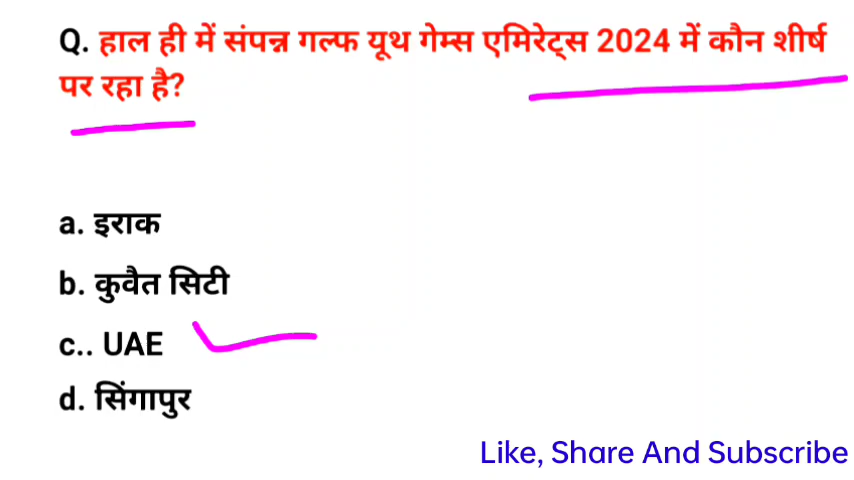 Q. हाल ही में संपन्न गल्फ यूथ गेम्स एमिरेट्स 2024 में कौन शीर्ष
पर रहा है?
a. इराक
b. कुवैत सिटी
c.. UAE
d. सिंगापुर
Like, Share And Subscribe